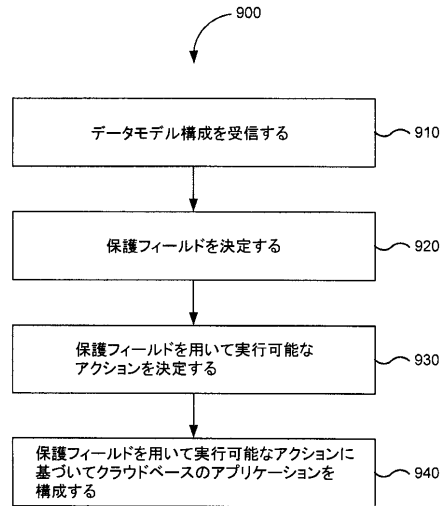 900
データモデル構成を受信する
910
保護フィールドを決定する
920
保護フィールドを用いて実行可能な
アクションを決定する
930
保護フィールドを用いて実行可能なアクションに
基づいてクラウドベースのアプリケーションを
構成する
940